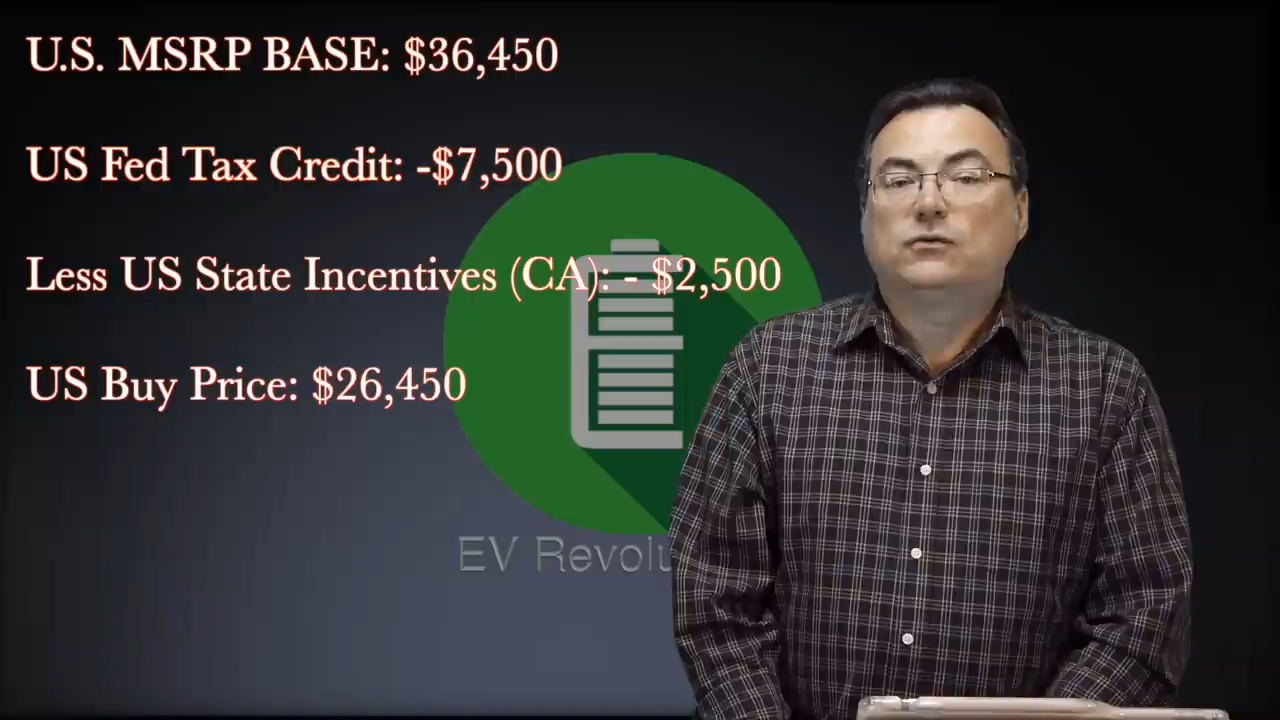 U.S. MSRP BASE: $36,450
US Fed Tax Credit: -$7,500
Less US State Incentives (CA): - $2,500
US Buy Price: $26,450
EV Revolu